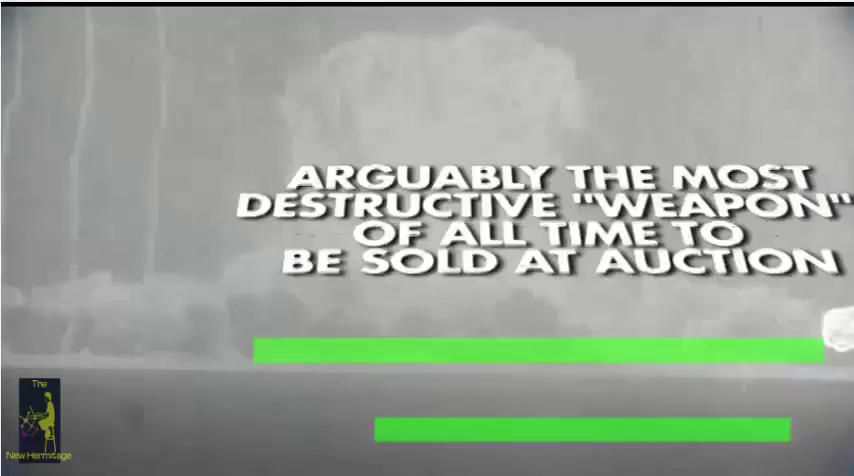 ARGUABLY THE MOST
DESTRUCTIVE "WEAPON"
OF ALL TIME TO
BE SOLD AT AUCTION
The
New Hermitage